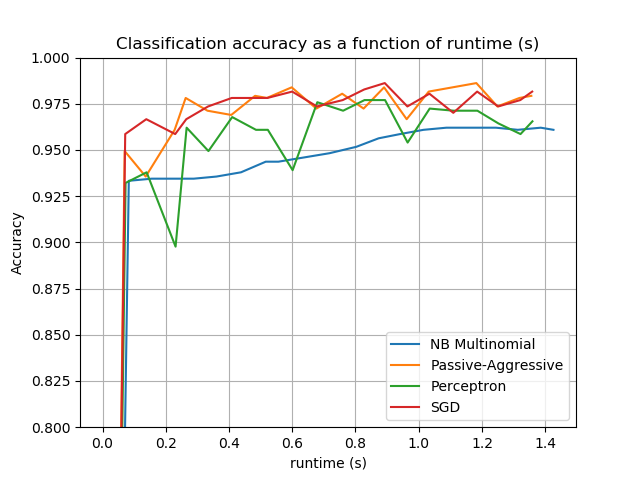 Classification accuracy as a function of runtime (s)
1.000
0.975
0.950
0.925
0.900
0.875
0.850
0.825
0.800
Accuracy
NB Multinomial
Passive-Aggressive
Perceptron
SGD
0.0 0.2 0.4 0.6 0.8 1.0 1.2 1.4
runtime (s)